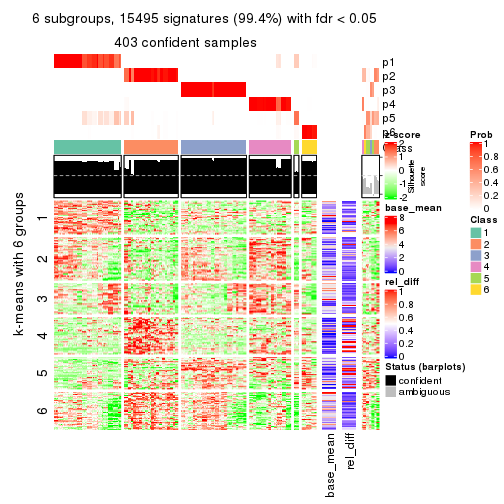 6 subgroups, 15495 signatures (99.4%) with fdr < 0.05
403 confident samples
p1
p2
p3
p4
p5
p6
Class
Silhouette
score
k-means with 6 groups
1
2
3
4
5
6
base_mean
rel_diff
z-score
2
1
0
-1
-2
base_mean
8
6
4
2
0
rel_diff
1
0.8
0.6
0.4
0.2
0
Status (barplots)
confident
ambiguous
Prob
1
0.8
0.6
0.4
0.2
0
Class
1
2
3
4
5
6